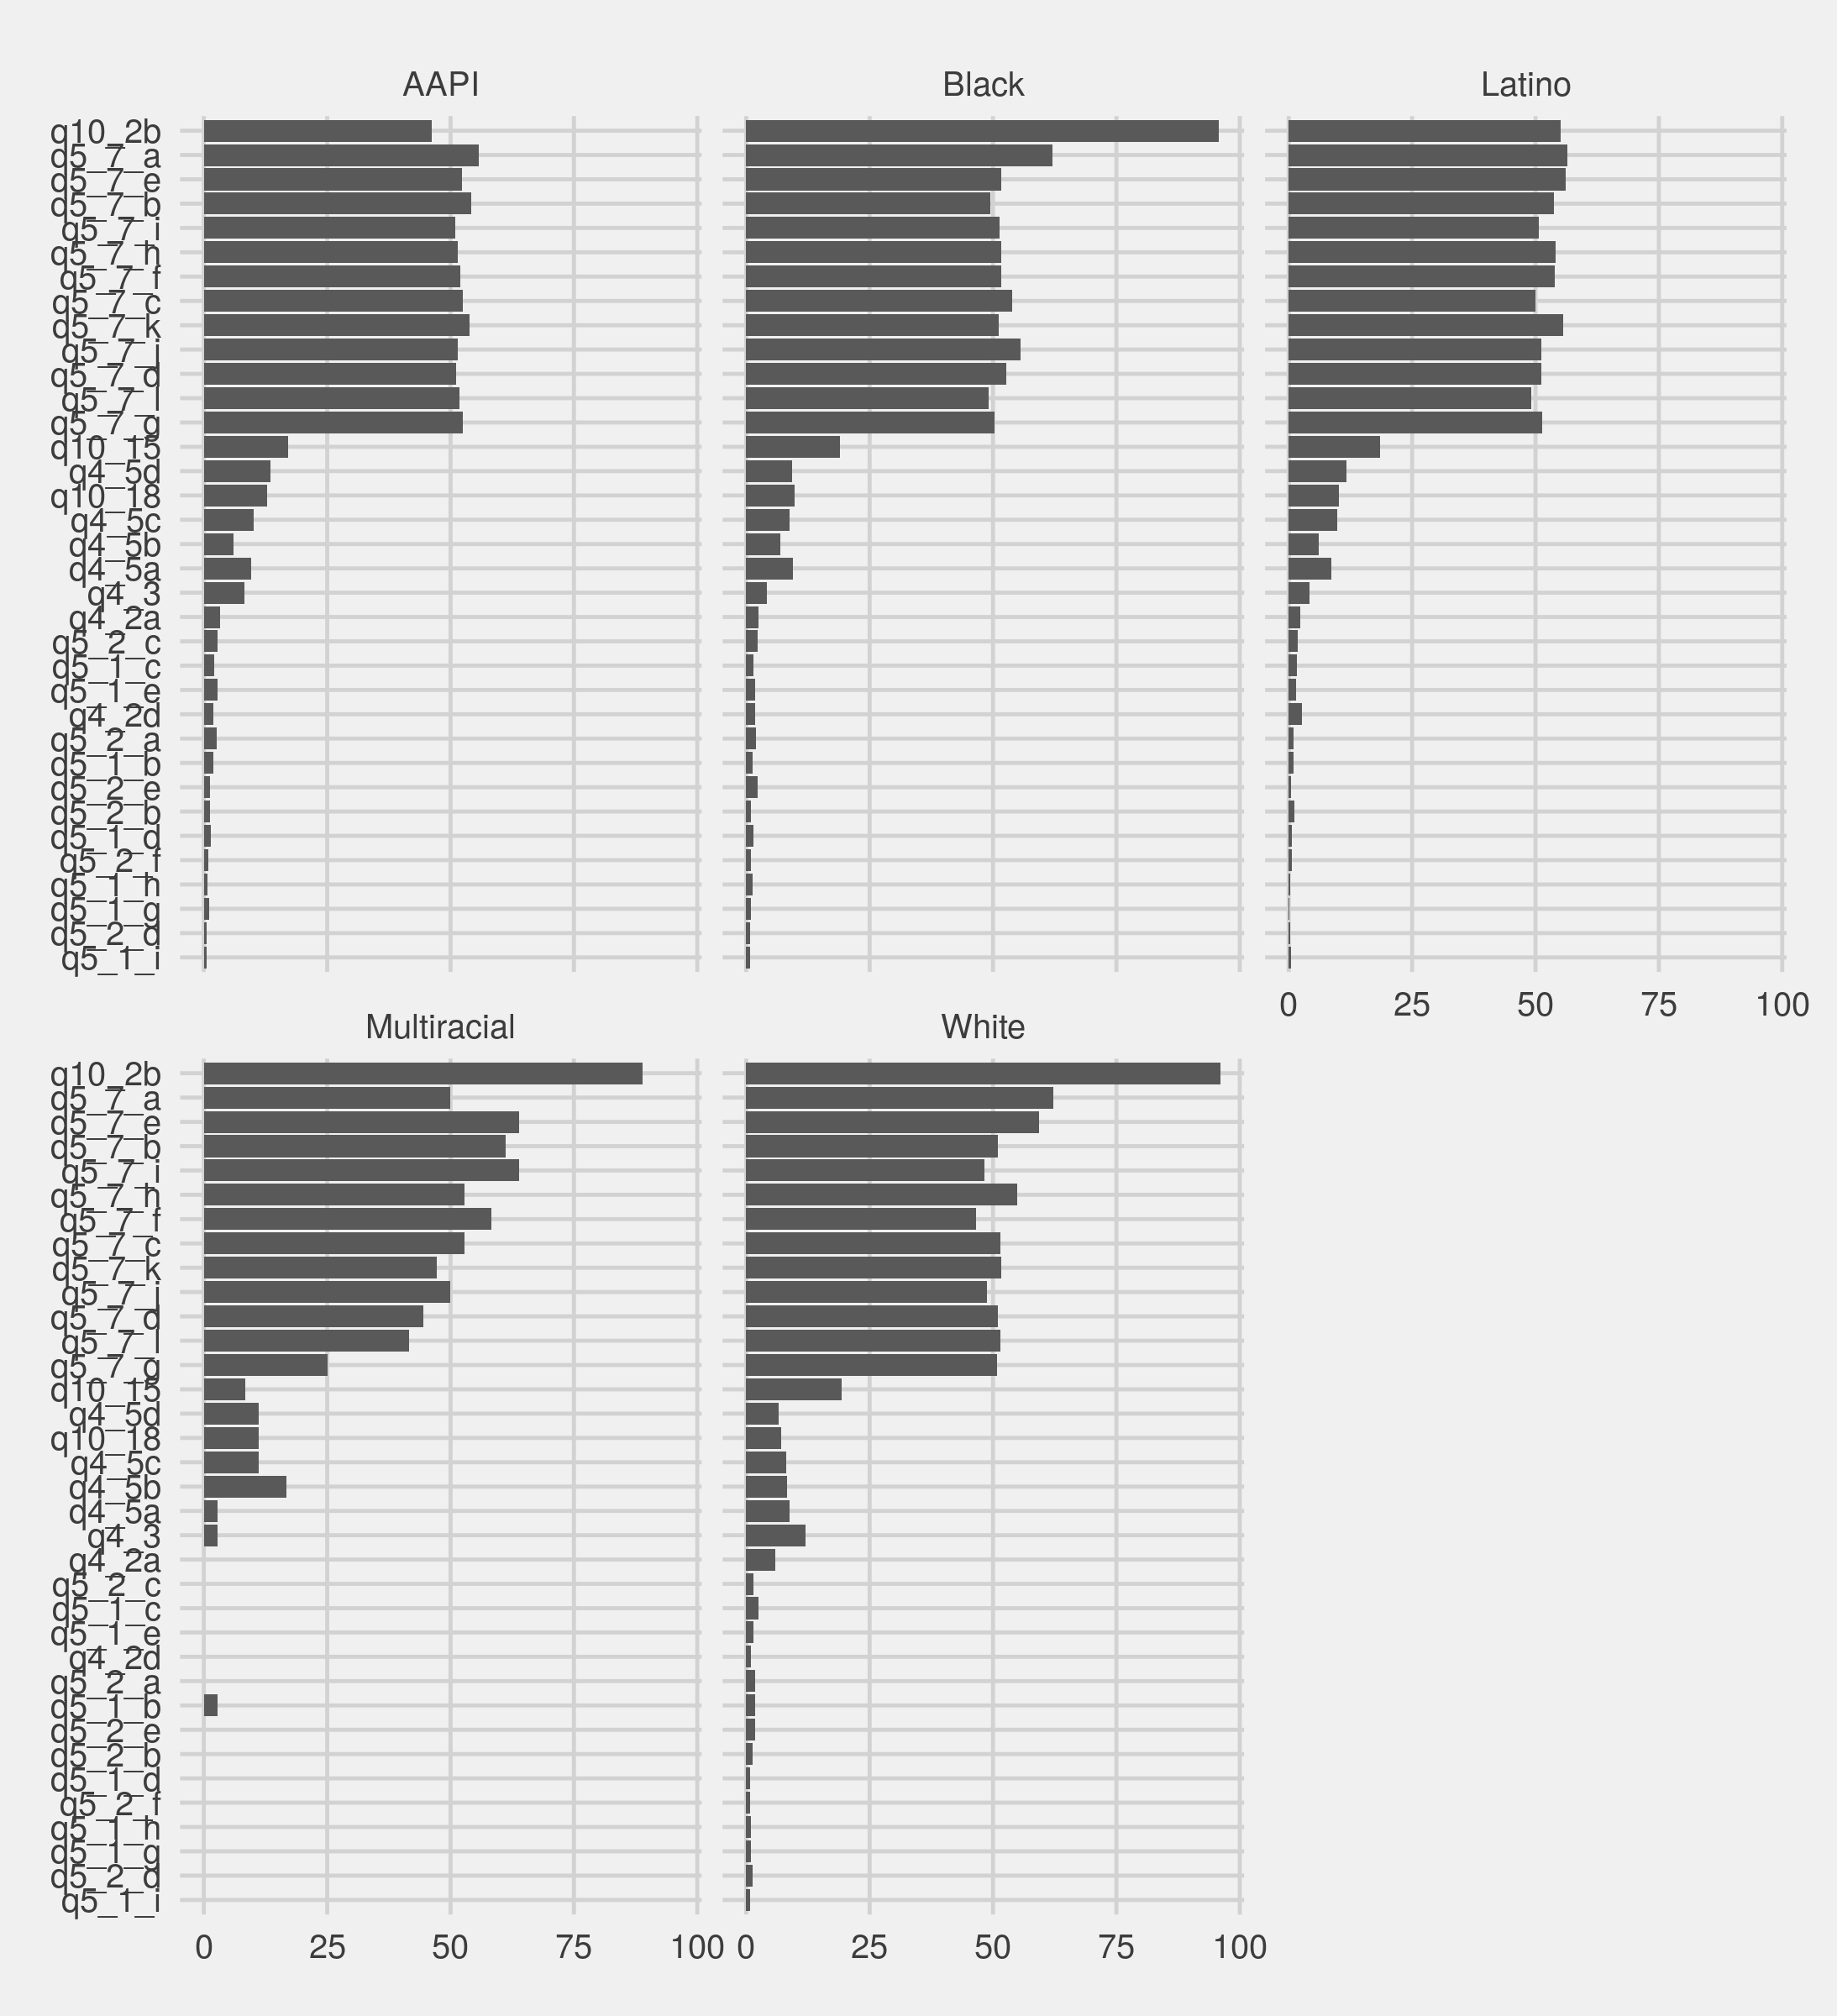 AAPI Black Latino
q10_2b
q5_7_a
q5_7_e
q5_7_b
q5_7_i
q5_7_h
q5_7_f
q5_7_c
q5_7_k
q5_7_j
q5_7_d
q5_7_l
q5_7_g
q10_15
q4_5d
q10_18
q4_5c
q4_5b
q4_5a
q4_3
q4_2a
q5_2_c
q5_1_c
q5_1_e
q4_2d
q5_2_a
q5_1_b
q5_2_e
q5_2_b
q5_1_d
q5_2_f
q5_1_h
q5_1_g
q5_2_d
q5_1_i
0 25 50 75 100
Multiracial White
q10_2b
q5_7_a
q5_7_e
q5_7_b
q5_7_i
q5_7_h
q5_7_f
q5_7_c
q5_7_k
q5_7_j
q5_7_d
q5_7_l
q5_7_g
q10_15
q4_5d
q10_18
q4_5c
q4_5b
q4_5a
q4_3
q4_2a
q5_2_c
q5_1_c
q5_1_e
q4_2d
q5_2_a
q5_1_b
q5_2_e
q5_2_b
q5_1_d
q5_2_f
q5_1_h
q5_1_g
q5_2_d
q5_1_i
0 25 50 75 100 0 25 50 75 100